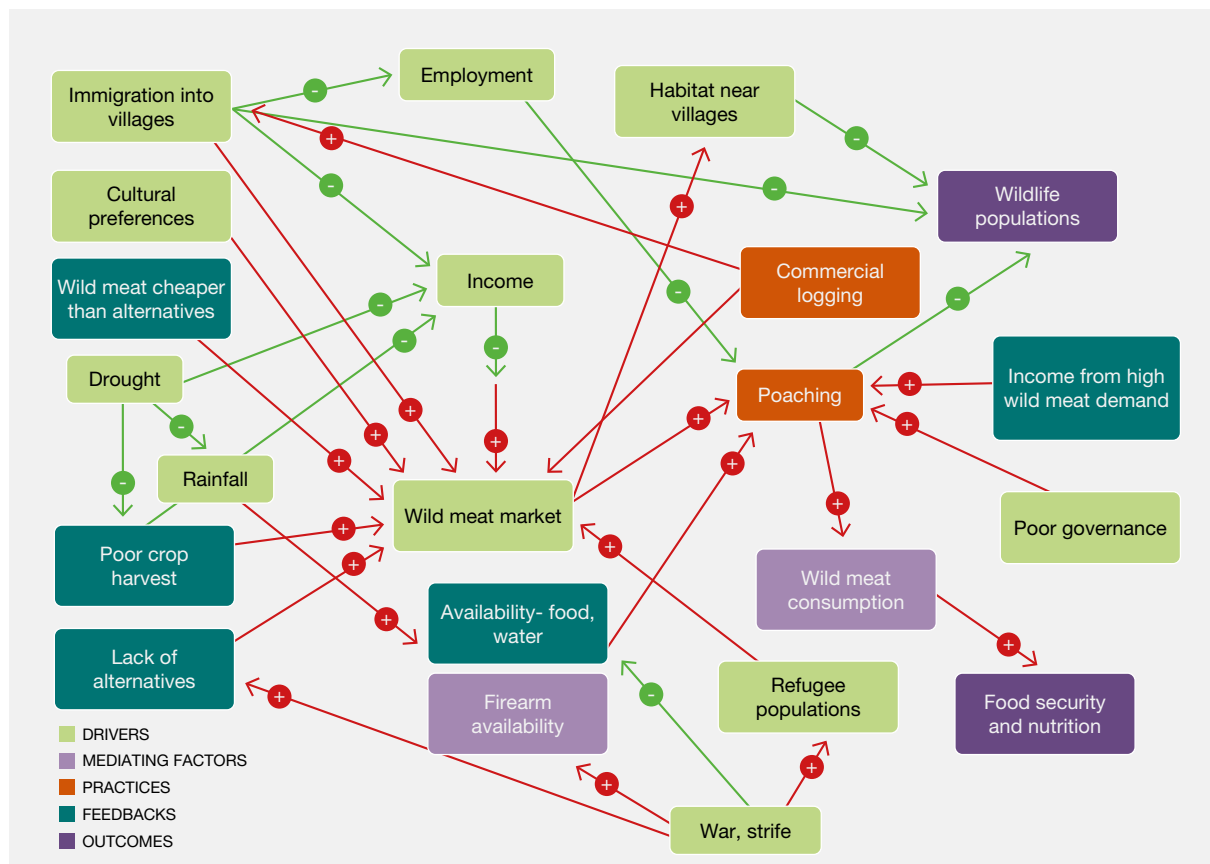 Immigration into
villages
Employment
Habitat near
villages
-
-
+
Cultural
preferences
-
-
+
Wildlife
populations
Wild meat cheaper
than alternatives
Income
Commercial
logging
-
-
-
-
-
Drought
Poaching
+
Income from high
wild meat demand
+
+
+
+
-
+
+
+
-
Rainfall
Wild meat market
+
Poor governance
Poor crop
harvest
+
+
+
Wild meat
consumption
+
Availability- food,
water
+
Lack of
alternatives
+
-
Refugee
populations
Firearm
availability
Food security
and nutrition
DRIVERS
MEDIATING FACTORS
PRACTICES
FEEDBACKS
OUTCOMES
+
+
War, strife